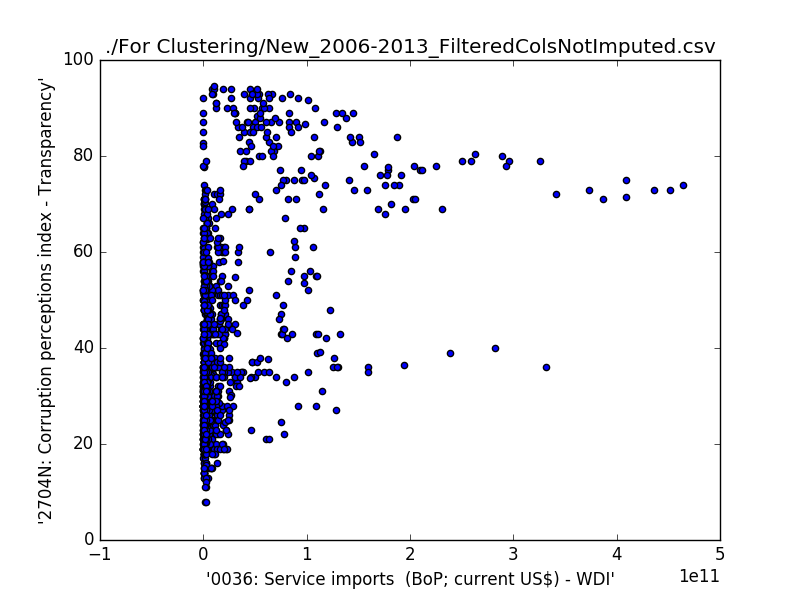 ./For Clustering/New_2006-2013_FilteredColsNotImputed.csv
100
80
60
40
20
0
'2704N: Corruption perceptions index - Transparency'
−1 0 1 2 3 4 5
1e11
'0036: Service imports  (BoP; current US$) - WDI'